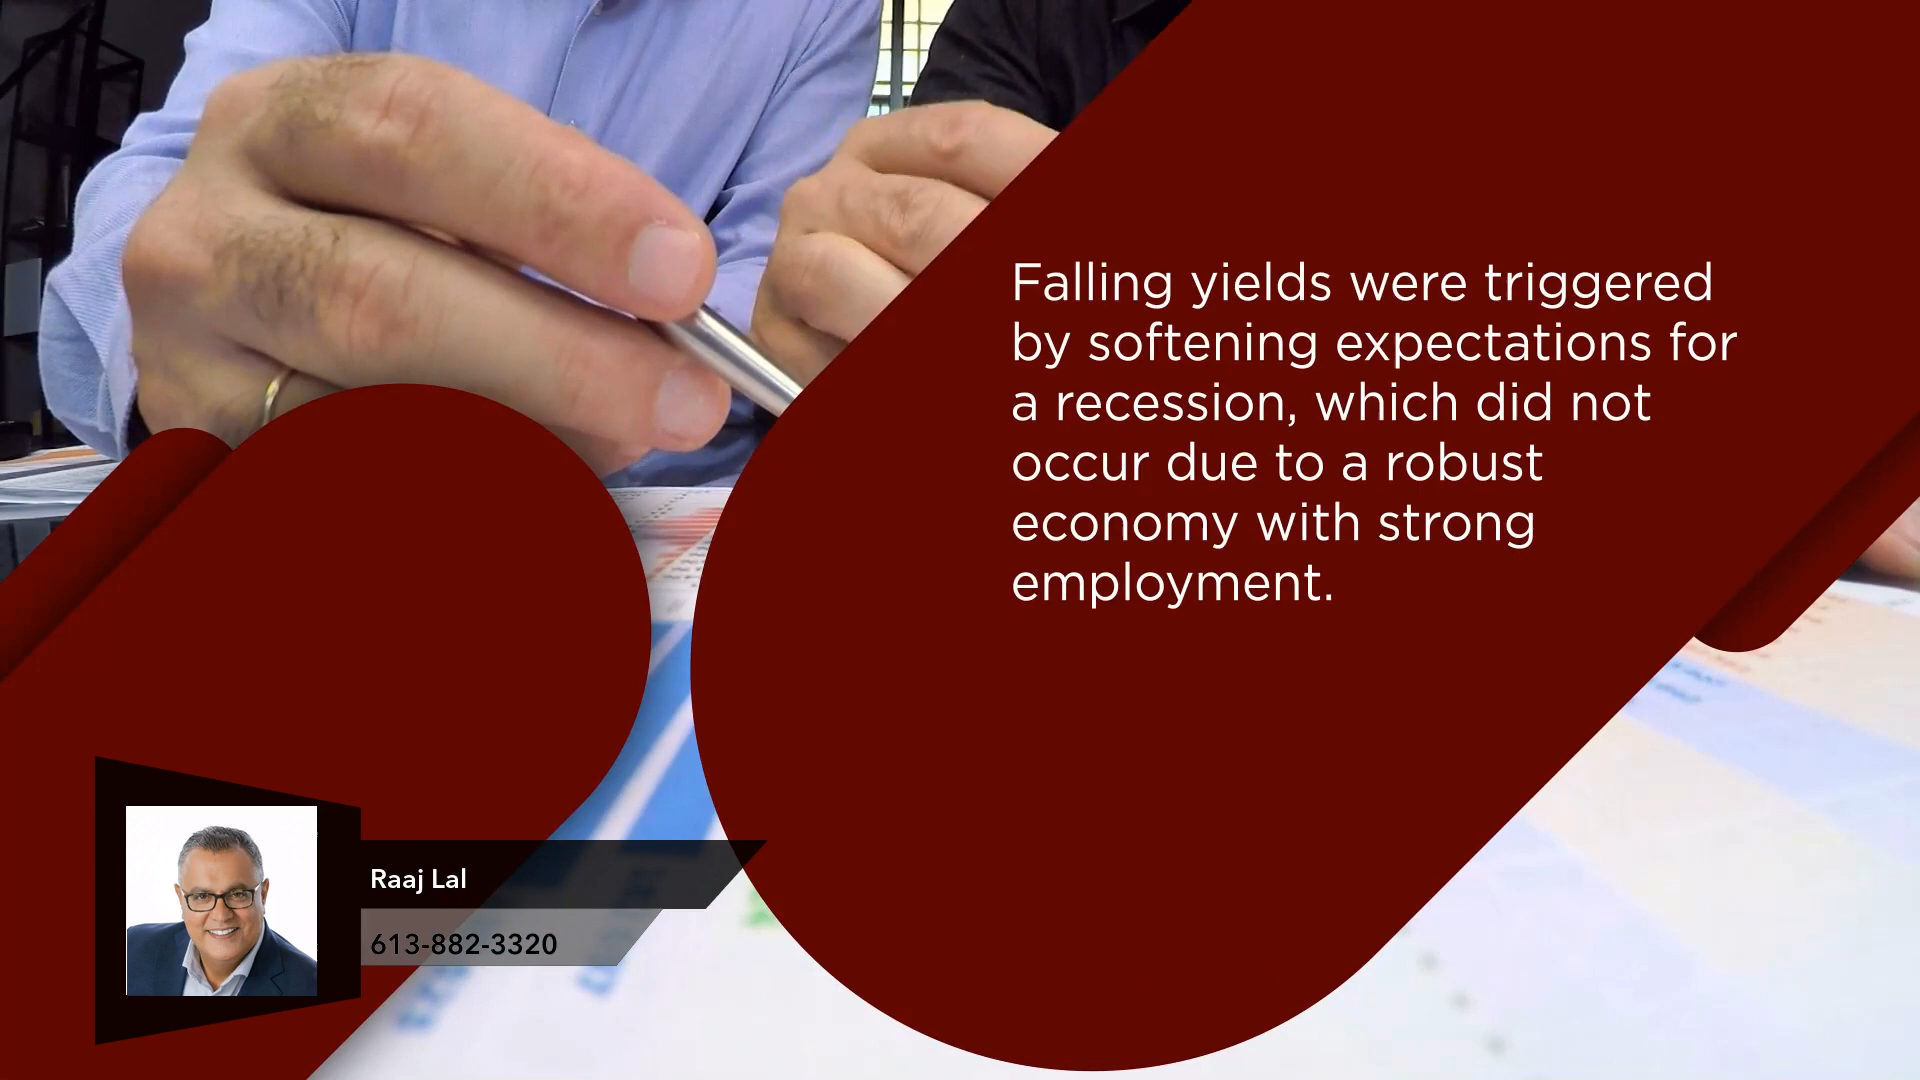 Falling yields were triggered
by softening expectations for
a recession, which did not
occur due to a robust
economy with strong
employment.
Raaj Lal
613-882-3320